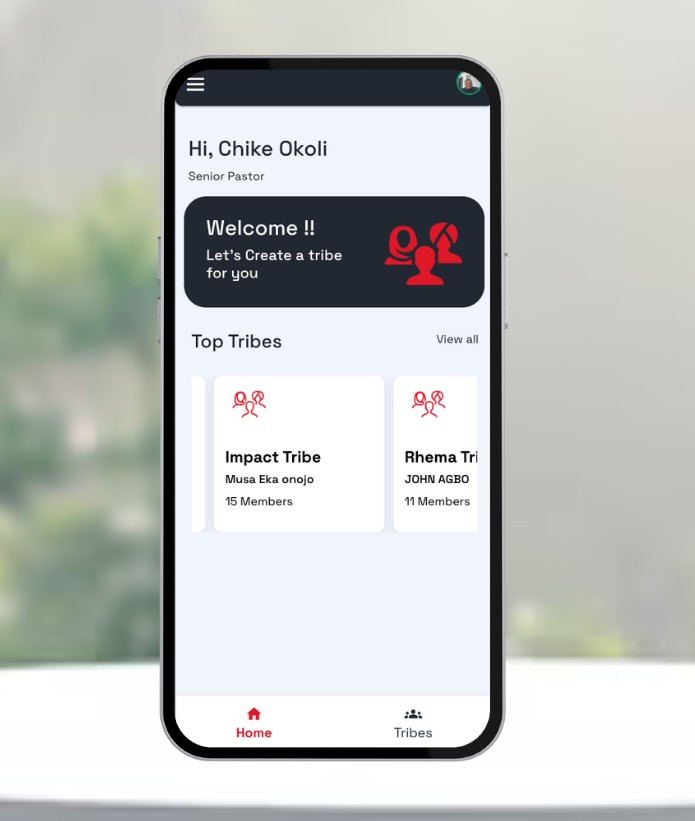 Hi, Chike Okoli
Senior Pastor
Welcome !!
Let's Create a tribe
for you
Top Tribes
View all
Impact Tribe
Musa Eka onojo
15 Members
Rhema Tri
JOHN AGBO
11 Members
Home
Tribes